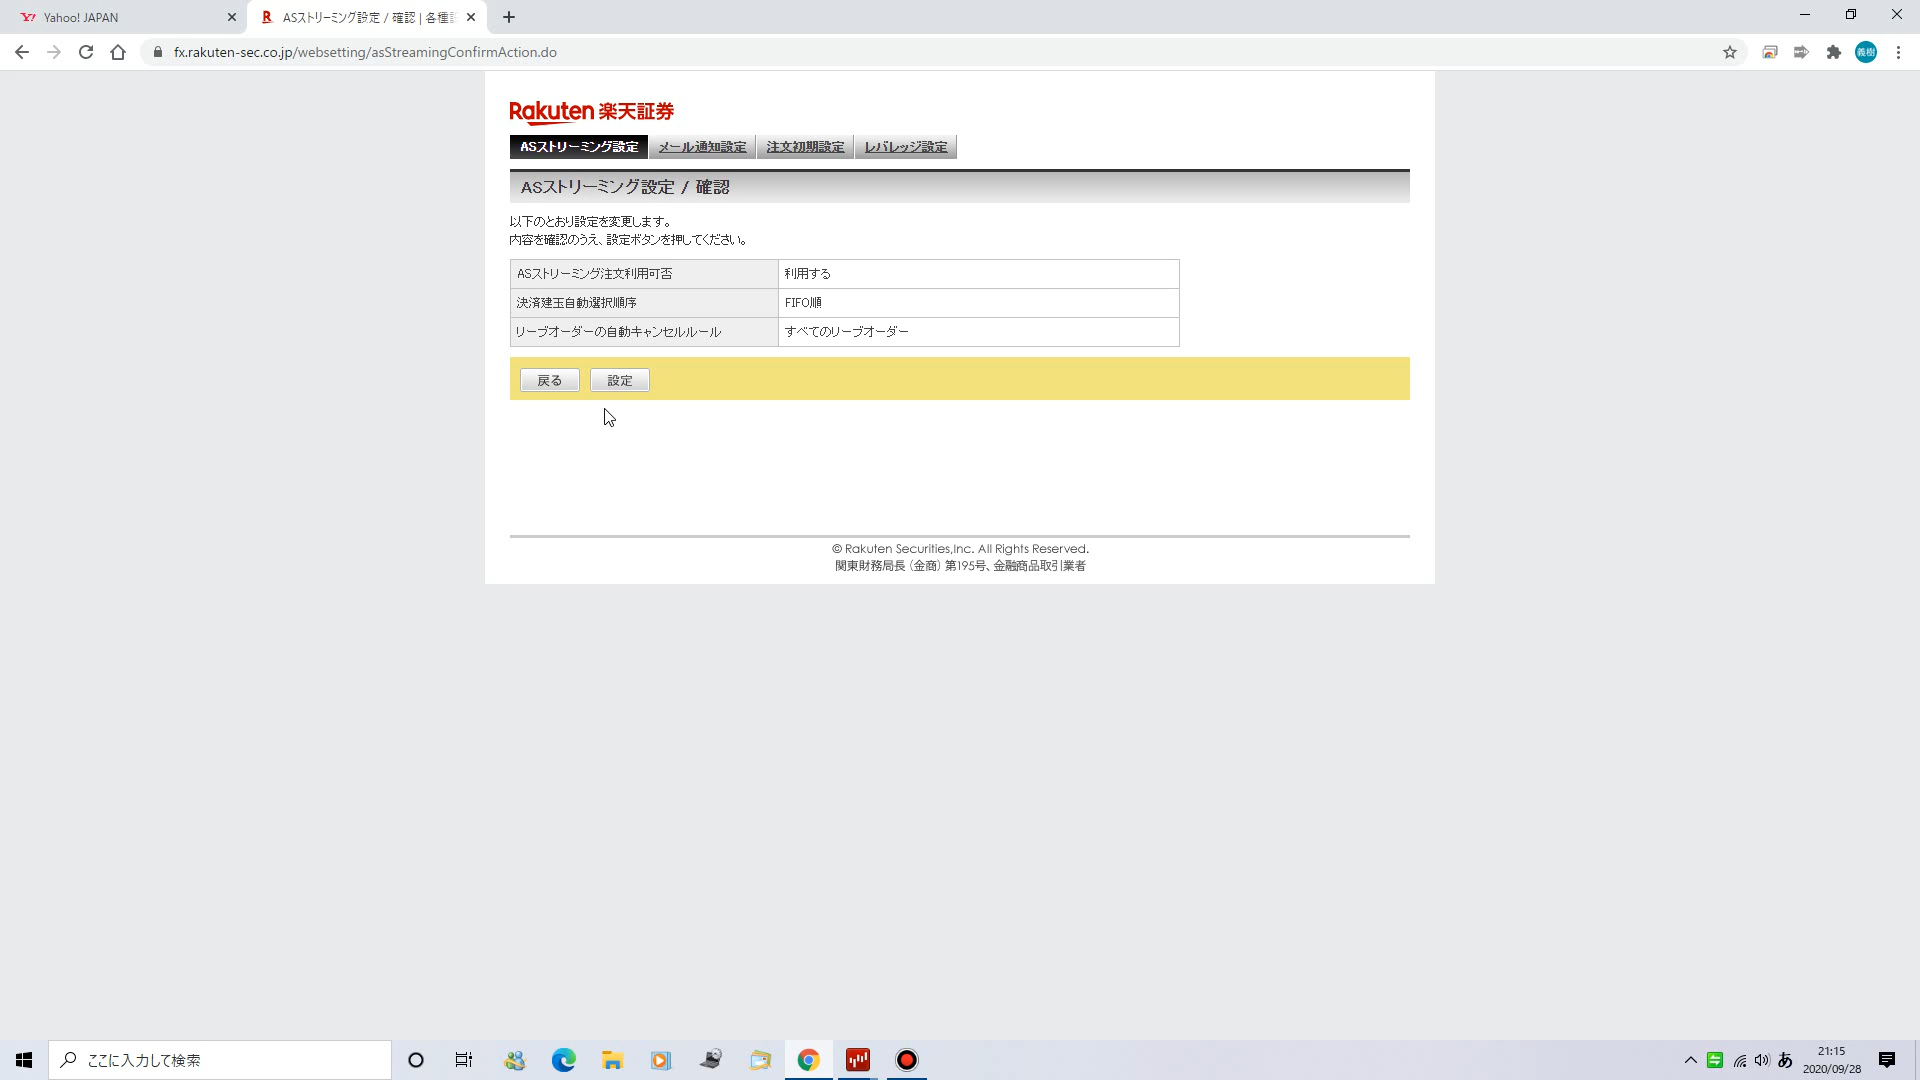 Yahoo! JAPAN
ASストリーミング設定 / 確認 | 各種設
fx.rakuten-sec.co.jp/websetting/asStreamingConfirmAction.do
義樹
Rakuten 楽天証券
ASストリーミング設定
メール通知設定
注文初期設定
レバレッジ設定
ASストリーミング設定 / 確認
以下のとおり設定を変更します。
内容を確認のうえ、設定ボタンを押してください。
ASストリーミング注文利用可否 利用する
決済建玉自動選択順序 FIFO順
リーブオーダーの自動キャンセルルール すべてのリーブオーダー
戻る 設定
© Rakuten Securities,Inc. All Rights Reserved.
関東財務局長（金商）第195号、金融商品取引業者
ここに入力して検索
あ
21:15
2020/09/28